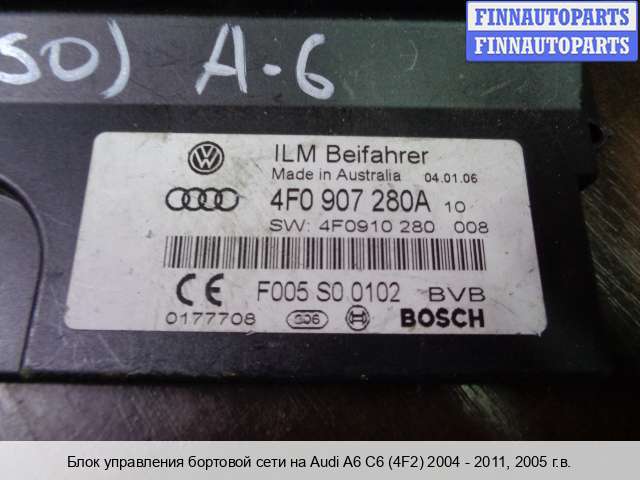 FINNAUTOPARTS
FINNAUTOPARTS
50) A-6
ILM Beifahrer
Made in Australia 04.01.06
4F0 907 280A 10
SW: 4F0910 280 008
CE F005 S0 0102 BVB
0177708 306 BOSCH
Блок управления бортовой сети на Audi A6 C6 (4F2) 2004 - 2011, 2005 г.в.